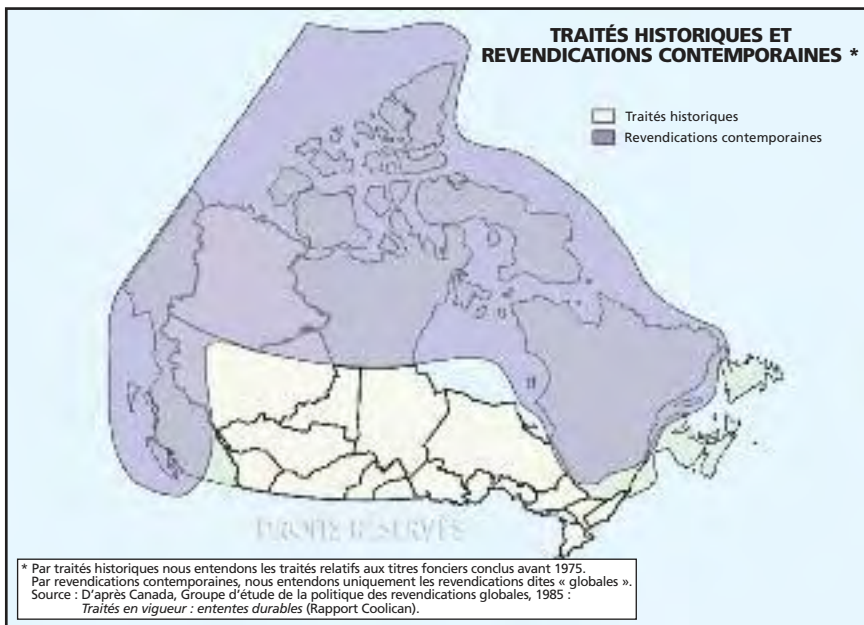 TRAITÉS HISTORIQUES ET
REVENDICATIONS CONTEMPORAINES *
Traités historiques
Revendications contemporaines
DROITS RÉSERVÉS
* Par traités historiques nous entendons les traités relatifs aux titres fonciers conclus avant 1975.
Par revendications contemporaines, nous entendons uniquement les revendications dites « globales ».
Source : D'après Canada, Groupe d'étude de la politique des revendications globales, 1985 :
Traités en vigueur : ententes durables (Rapport Coolican).